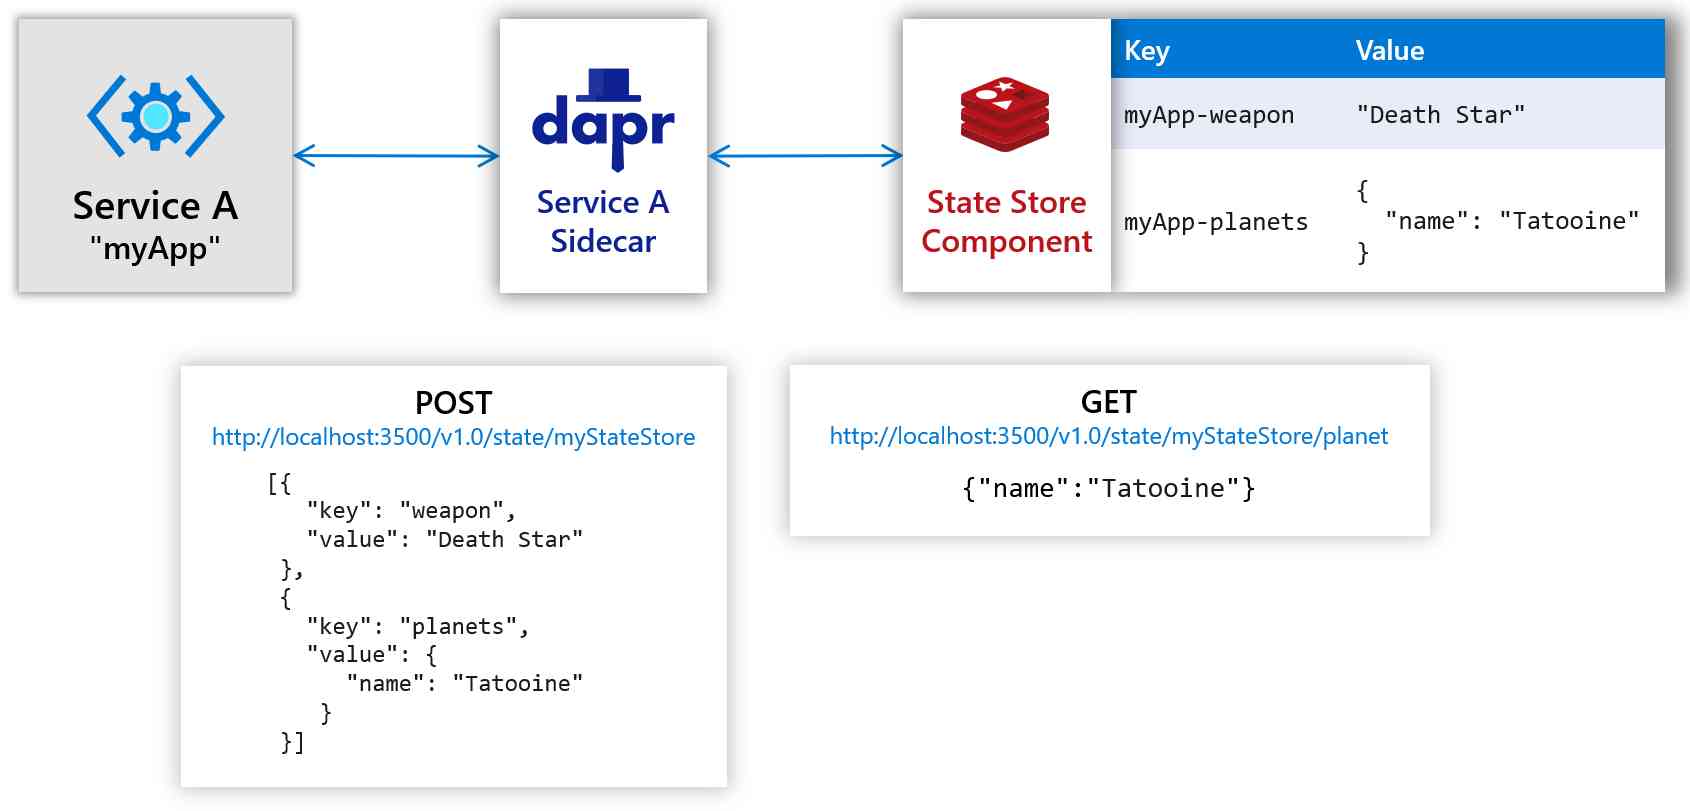 Service A
"myApp"
dapr
Service A
Sidecar
State Store
Component
Key Value
myApp-weapon "Death Star"
myApp-planets
{
"name": "Tatooine"
}
POST
http://localhost:3500/v1.0/state/myStateStore
[{
"key": "weapon",
"value": "Death Star"
},
{
"key": "planets",
"value": {
"name": "Tatooine"
}
}]
GET
http://localhost:3500/v1.0/state/myStateStore/planet
{"name":"Tatooine"}